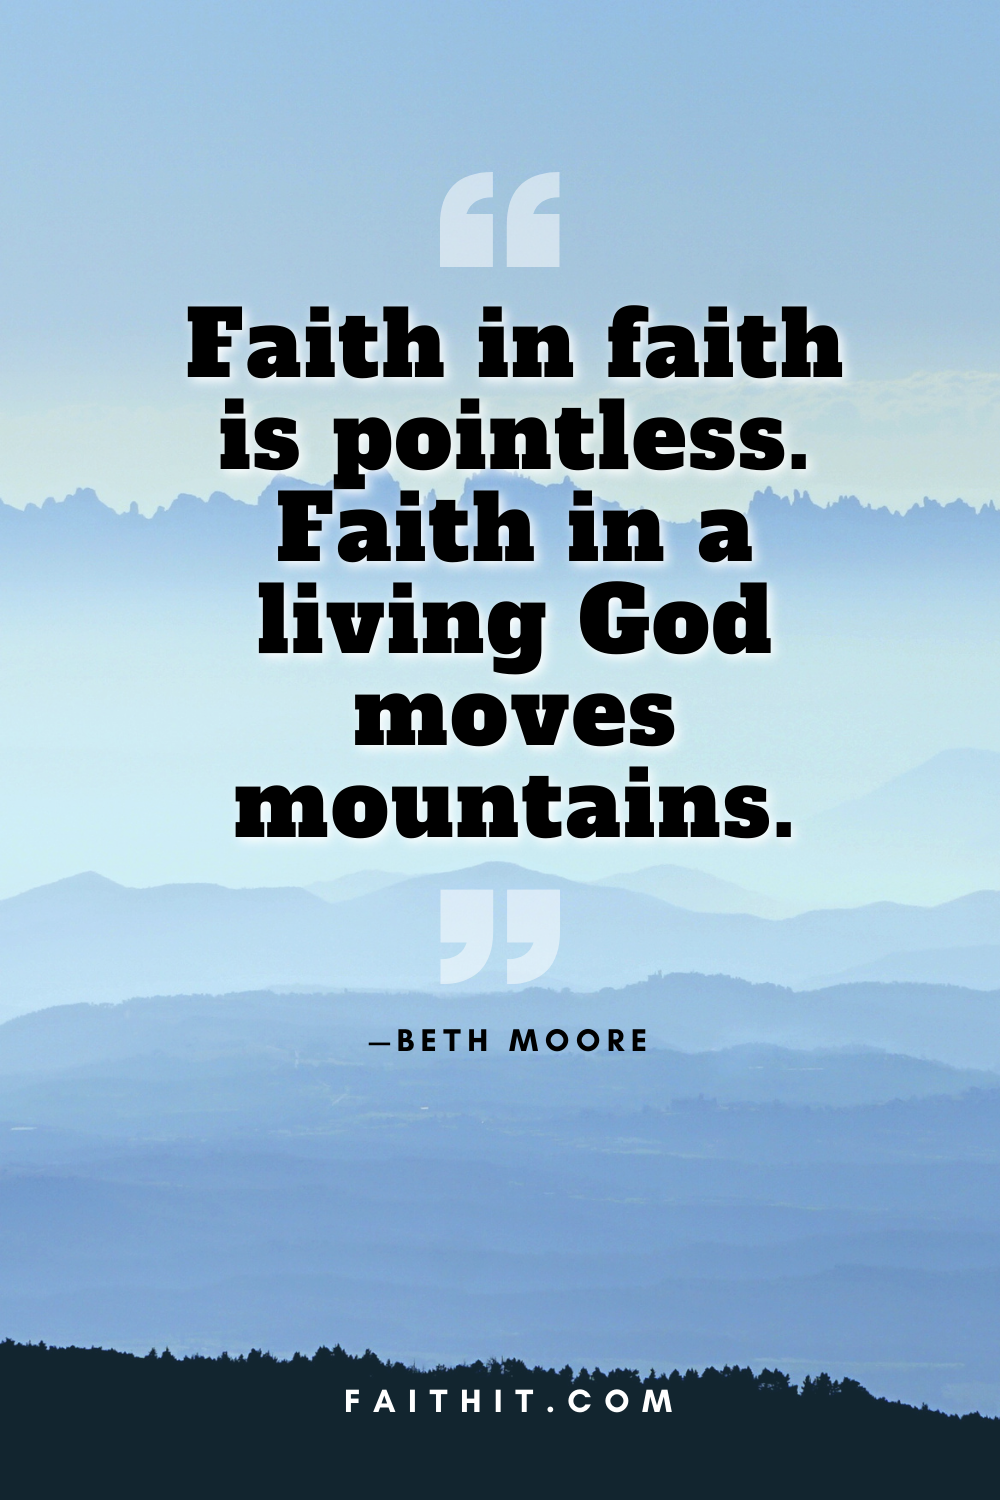 “
Faith in faith
is pointless.
Faith in a
living God
moves
mountains.
”
—BETH MOORE
FAITHIT.COM